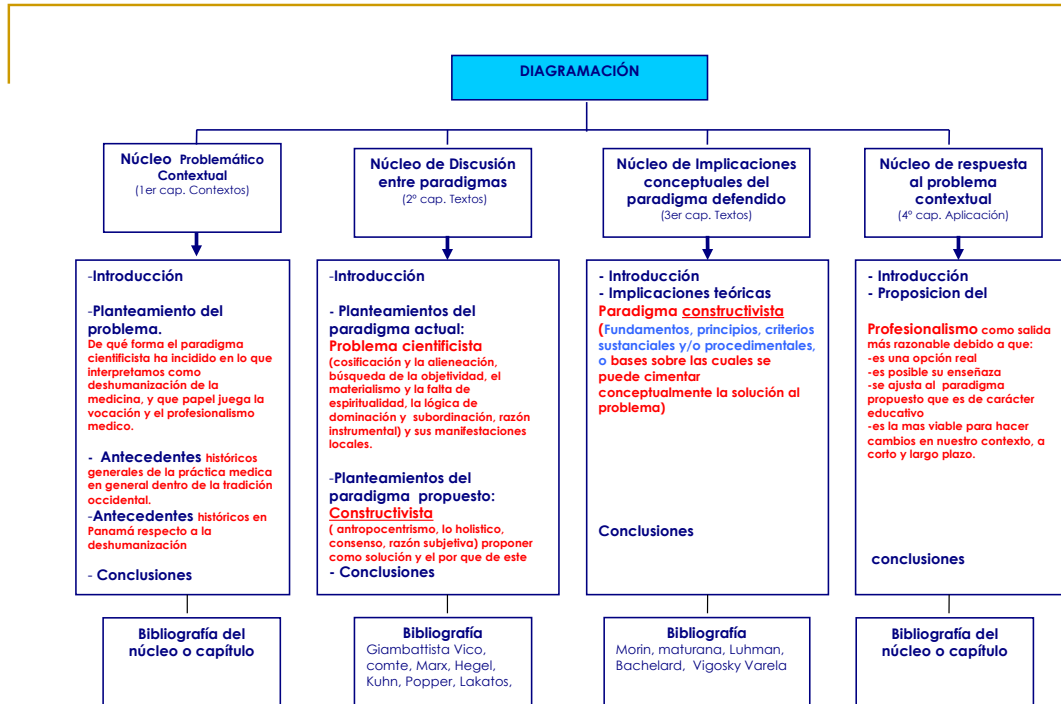 DIAGRAMACIÓN
Núcleo Problemático
Contextual
(1er cap. Contextos)
Núcleo de Discusión
entre paradigmas
(2º cap. Textos)
Núcleo de Implicaciones
conceptuales del
paradigma defendido
(3er cap. Textos)
Núcleo de respuesta
al problema
contextual
(4º cap. Aplicación)
-Introducción
-Planteamiento del
problema.
De qué forma el paradigma
cientificista ha incidido en lo que
interpretamos como
deshumanización de la
medicina, y que papel juega la
vocación y el profesionalismo
medico.
- Antecedentes históricos
generales de la práctica medica
en general dentro de la tradición
occidental.
-Antecedentes históricos en
Panamá respecto a la
deshumanización
- Conclusiones
-Introducción
- Planteamientos del
paradigma actual:
Problema cientificista
(cosificación y la alieneación,
búsqueda de la objetividad, el
materialismo y la falta de
espiritualidad, la lógica de
dominación y subordinación, razón
instrumental) y sus manifestaciones
locales.
-Planteamientos del
paradigma propuesto:
Constructivista
( antropocentrismo, lo holistico,
consenso, razón subjetiva) proponer
como solución y el por que de este
- Conclusiones
- Introducción
- Implicaciones teóricas
Paradigma constructivista
(Fundamentos, principios, criterios
sustanciales y/o procedimentales,
o bases sobre las cuales se
puede cimentar
conceptualmente la solución al
problema)
Conclusiones
- Introducción
- Proposicion del
Profesionalismo como salida
más razonable debido a que:
-es una opción real
-es posible su enseñaza
-se ajusta al paradigma
propuesto que es de carácter
educativo
-es la mas viable para hacer
cambios en nuestro contexto, a
corto y largo plazo.
conclusiones
Bibliografía del
núcleo o capítulo
Bibliografía
Giambattista Vico,
comte, Marx, Hegel,
Kuhn, Popper, Lakatos,
Bibliografía
Morin, maturana, Luhman,
Bachelard, Vigosky Varela
Bibliografía del
núcleo o capítulo